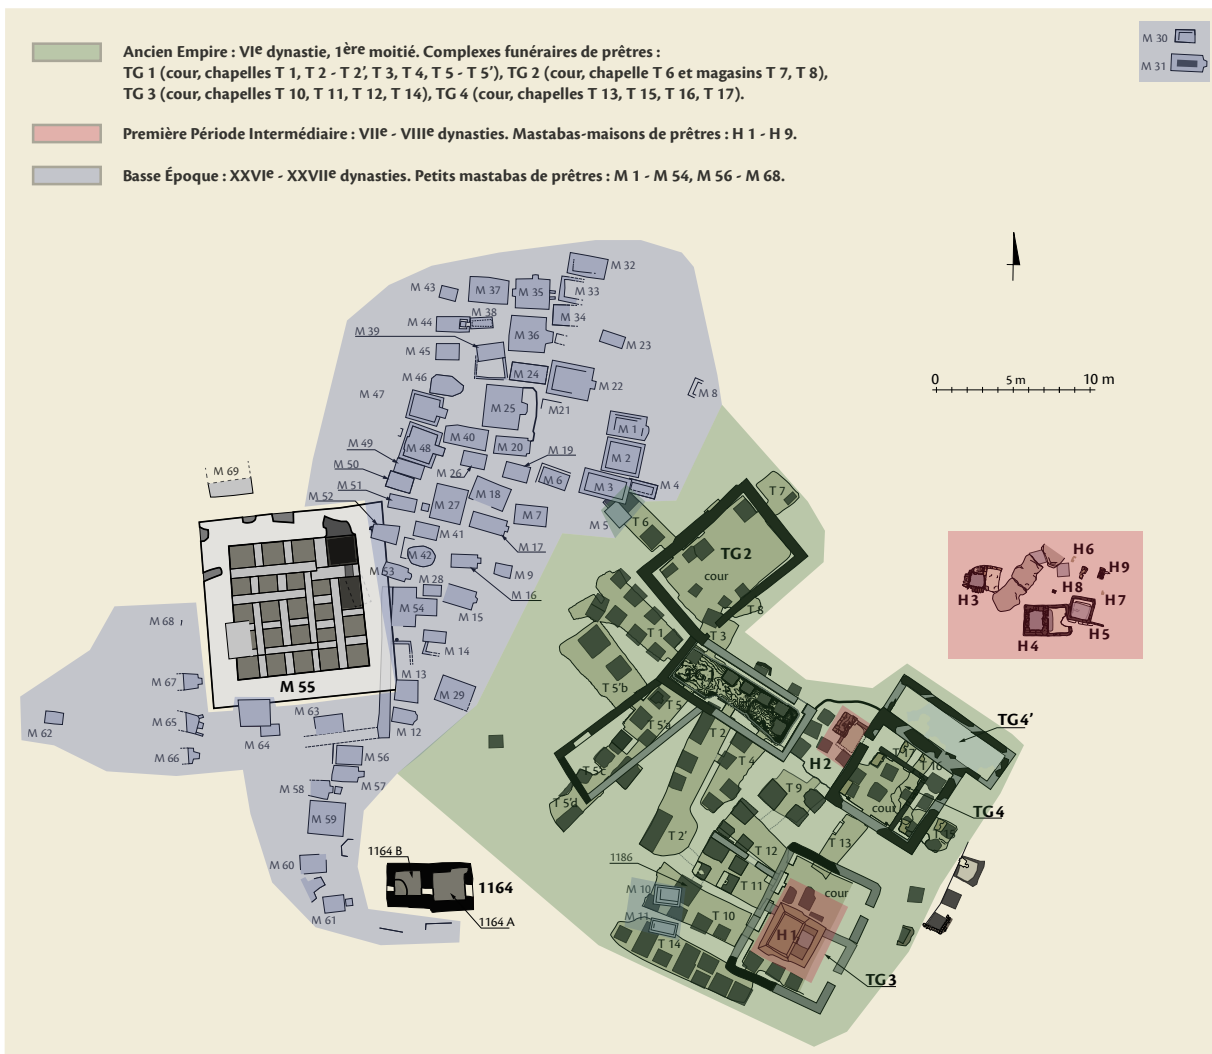 Ancien Empire : VIe dynastie, 1ère moitié. Complexes funéraires de prêtres :
TG 1 (cour, chapelles T 1, T 2 - T 2’, T 3, T 4, T 5 - T 5’), TG 2 (cour, chapelle T 6 et magasins T 7, T 8),
TG 3 (cour, chapelles T 10, T 11, T 12, T 14), TG 4 (cour, chapelles T 13, T 15, T 16, T 17).
Première Période Intermédiaire : VIIe - VIIIe dynasties. Mastabas-maisons de prêtres : H 1 - H 9.
Basse Époque : XXVIe - XXVIIe dynasties. Petits mastabas de prêtres : M 1 - M 54, M 56 - M 68.
M 30
M 31
M 32
M 43
M 37
M 35
M 33
M 38
M 34
M 44
M 39
M 36
M 23
M 45
M 24
M 46
M 22
M 47
M 8
M 25
M21
M 1
M 40
M 49
M 48
M 20
M 19
M 2
M 50
M 26
M 6
M 3
M 4
M 51
M 18
M 52
M 27
M 7
M 5
M 69
M 41
M 17
M 42
M 53
M 28
M 9
M 16
M 54
M 15
M 14
M 13
M 29
M 12
M 55
M 68
M 67
M 65
M 62
M 66
M 63
M 64
M 56
M 57
M 58
M 59
M 60
M 61
0
5 m
10 m
T 7
T 6
TG2
cour
T 8
T 3
T 1
T 5’b
T 5
T 5’a
T 2
T 4
T 5’c
T 5’d
T 9
T 2’
T 12
T 13
T 11
T 10
T 14
H2
TG4’
T 17
T 16
cour
TG4
T 15
cour
H 1
TG3
1186
M 10
M 11
1164 B
1164
1164 A
H6
H9
H8
H3
H7
H5
H4